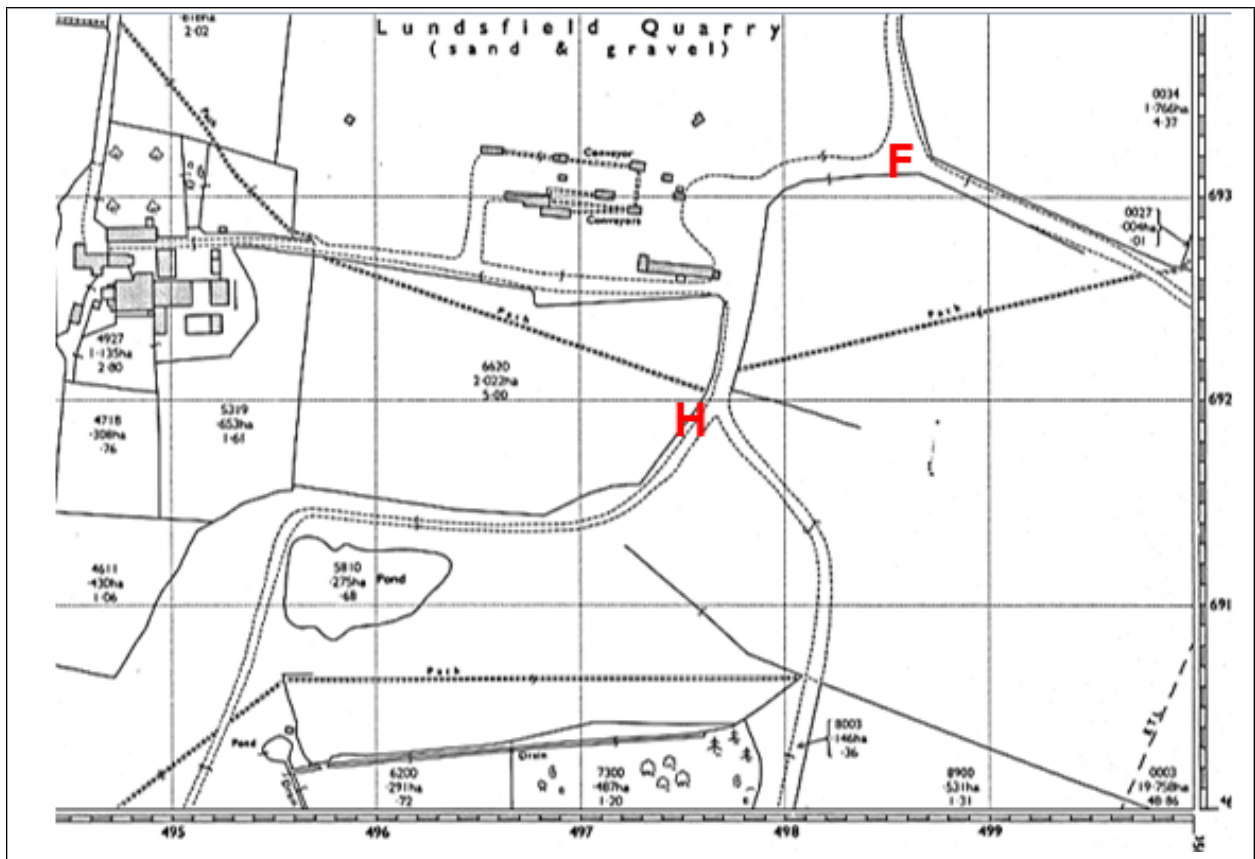 ·818ha
2·02
Lundsfield Quarry
(sand & gravel)
0034
1·766ha
4·37
Path
Conveyor
F
693
Conveyors
0027
·004ha
·01
Path
Path
4927
1·135ha
2·80
6620
2·022ha
5·00
692
4718
·308ha
·76
5319
·653ha
1·61
H
4611
·430ha
1·06
5810
·275ha
·68
Pond
691
Path
8003
·146ha
·36
ETL
Pond
Drain
Drain
6200
·291ha
·72
7300
·487ha
1·20
8900
·531ha
1·31
0003
19·758ha
48·86
495
496
497
498
499